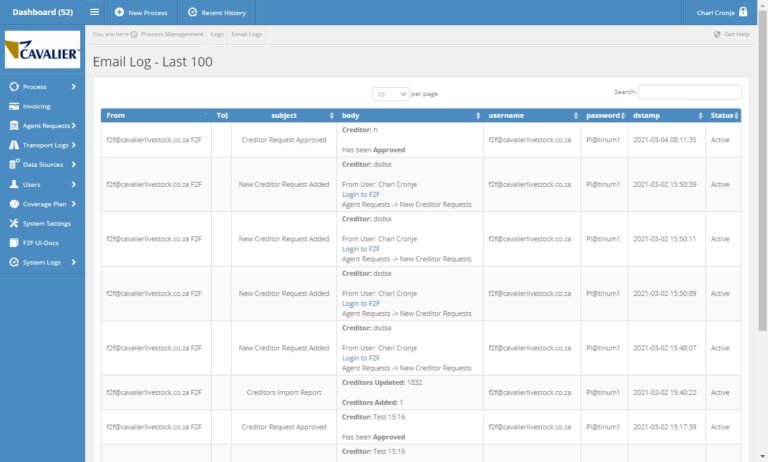 Dashboard (52) New Process Recent History Charl Cronje
CAVALIER
You are here Process Management Logs Email Logs Get Help
Email Log - Last 100
Process
Invoicing
Agent Requests
Transport Logs
Data Sources
Users
Coverage Plan
System Settings
F2F UI-Docs
System Logs
10 per page Search:
From To subject body username password dstamp Status
f2f@cavalierlivestock.co.za F2F Creditor Request Approved Creditor: h
Has been Approved f2f@cavalierlivestock.co.za Pl@tinum1 2021-03-04 08:11:35 Active
f2f@cavalierlivestock.co.za F2F New Creditor Request Added Creditor: dsdsa
From User: Charl Cronje
Login to F2F
Agent Requests -> New Creditor Requests f2f@cavalierlivestock.co.za Pl@tinum1 2021-03-02 15:50:39 Active
f2f@cavalierlivestock.co.za F2F New Creditor Request Added Creditor: dsdsa
From User: Charl Cronje
Login to F2F
Agent Requests -> New Creditor Requests f2f@cavalierlivestock.co.za Pl@tinum1 2021-03-02 15:50:11 Active
f2f@cavalierlivestock.co.za F2F New Creditor Request Added Creditor: dsdsa
From User: Charl Cronje
Login to F2F
Agent Requests -> New Creditor Requests f2f@cavalierlivestock.co.za Pl@tinum1 2021-03-02 15:50:09 Active
f2f@cavalierlivestock.co.za F2F New Creditor Request Added Creditor: dsdsa
From User: Charl Cronje
Login to F2F
Agent Requests -> New Creditor Requests f2f@cavalierlivestock.co.za Pl@tinum1 2021-03-02 15:48:07 Active
f2f@cavalierlivestock.co.za F2F Creditors Import Report Creditors Updated: 1832
Creditors Added: 1 f2f@cavalierlivestock.co.za Pl@tinum1 2021-03-02 15:40:22 Active
f2f@cavalierlivestock.co.za F2F Creditor Request Approved Creditor: Test 15:16
Has been Approved f2f@cavalierlivestock.co.za Pl@tinum1 2021-03-02 15:17:39 Active
Creditor: Test 15:16